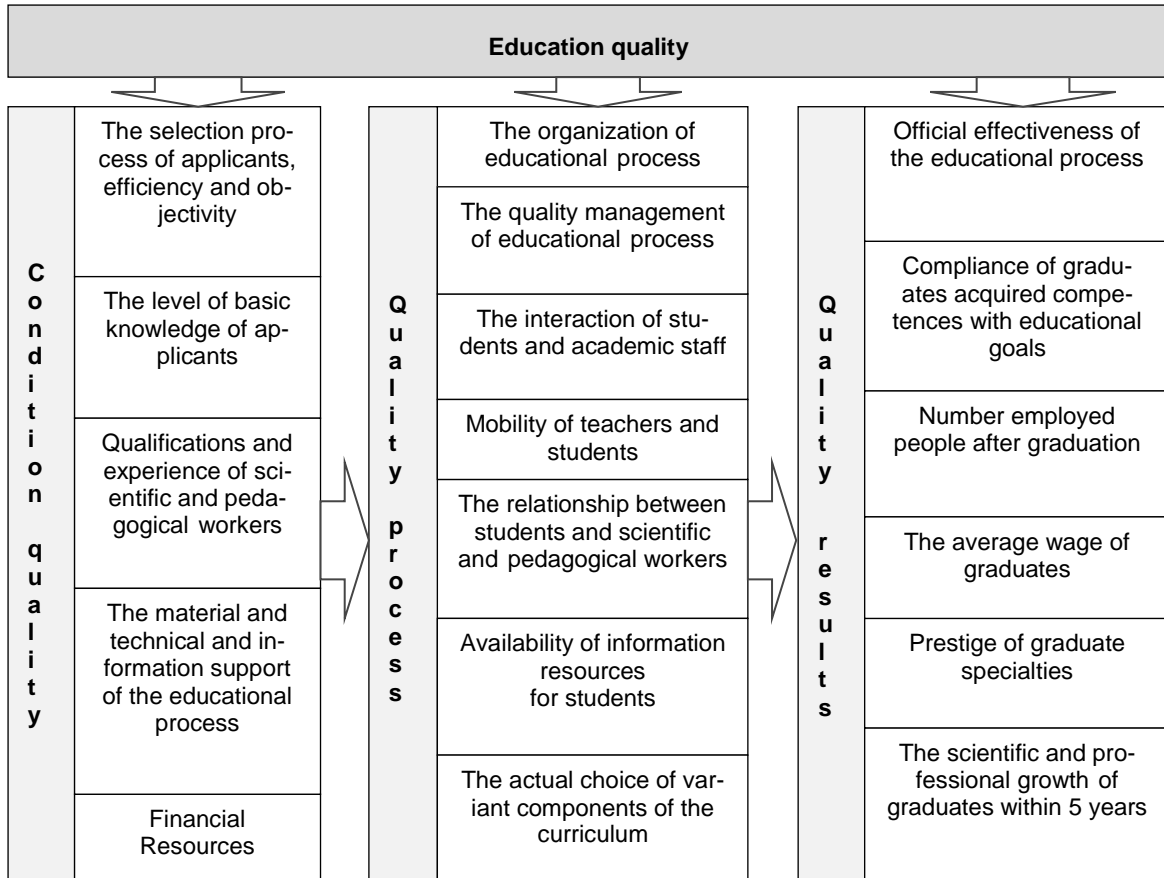 Education quality
Condition quality
The selection pro-
cess of applicants,
efficiency and ob-
jectivity
The level of basic
knowledge of ap-
plicants
Qualifications and
experience of sci-
entific and peda-
gogical workers
The material and
technical and in-
formation support
of the educational
process
Financial
Resources
Quality process
The organization of
educational process
The quality management
of educational process
The interaction of stu-
dents and academic staff
Mobility of teachers and
students
The relationship between
students and scientific
and pedagogical workers
Availability of information
resources
for students
The actual choice of var-
iant components of the
curriculum
Quality results
Official effectiveness of
the educational process
Compliance of gradu-
ates acquired compe-
tences with educational
goals
Number employed
people after graduation
The average wage of
graduates
Prestige of graduate
specialties
The scientific and pro-
fessional growth of
graduates within 5 years